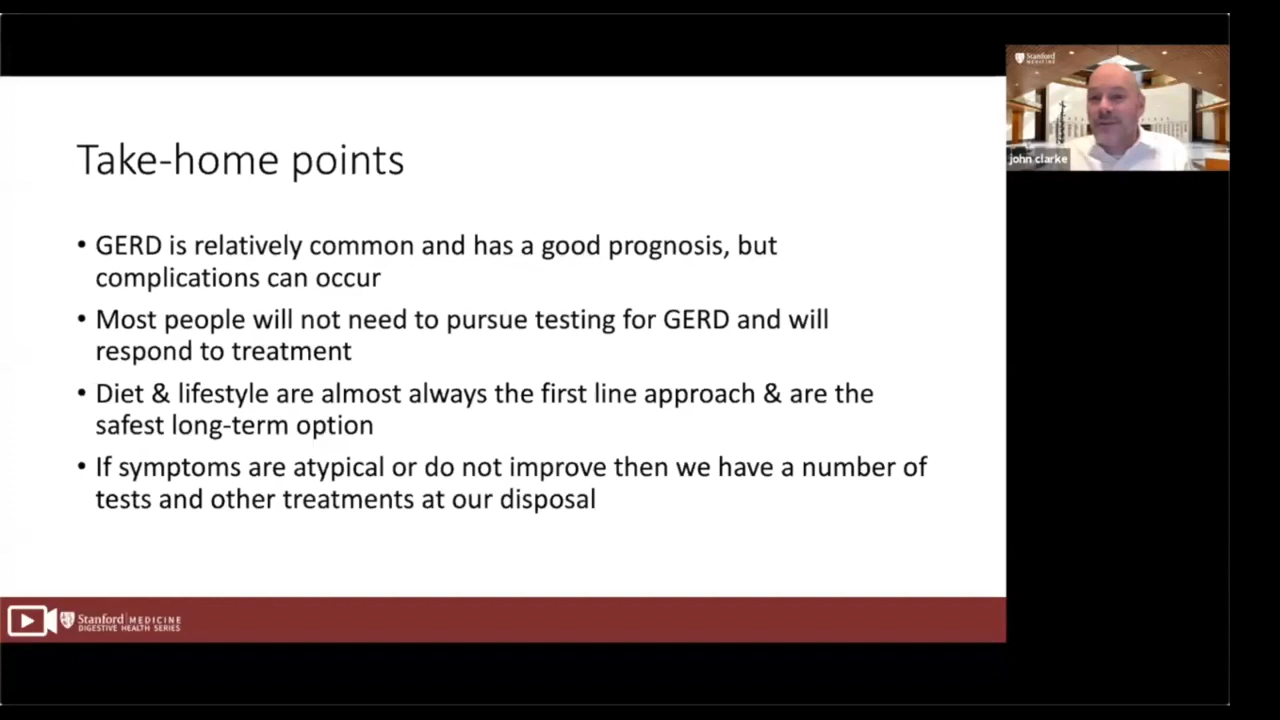 Take-home points
• GERD is relatively common and has a good prognosis, but
complications can occur
• Most people will not need to pursue testing for GERD and will
respond to treatment
• Diet & lifestyle are almost always the first line approach & are the
safest long-term option
• If symptoms are atypical or do not improve then we have a number of
tests and other treatments at our disposal
Stanford MEDICINE
DIGESTIVE HEALTH SERIES
Stanford
MEDICINE
john clarke